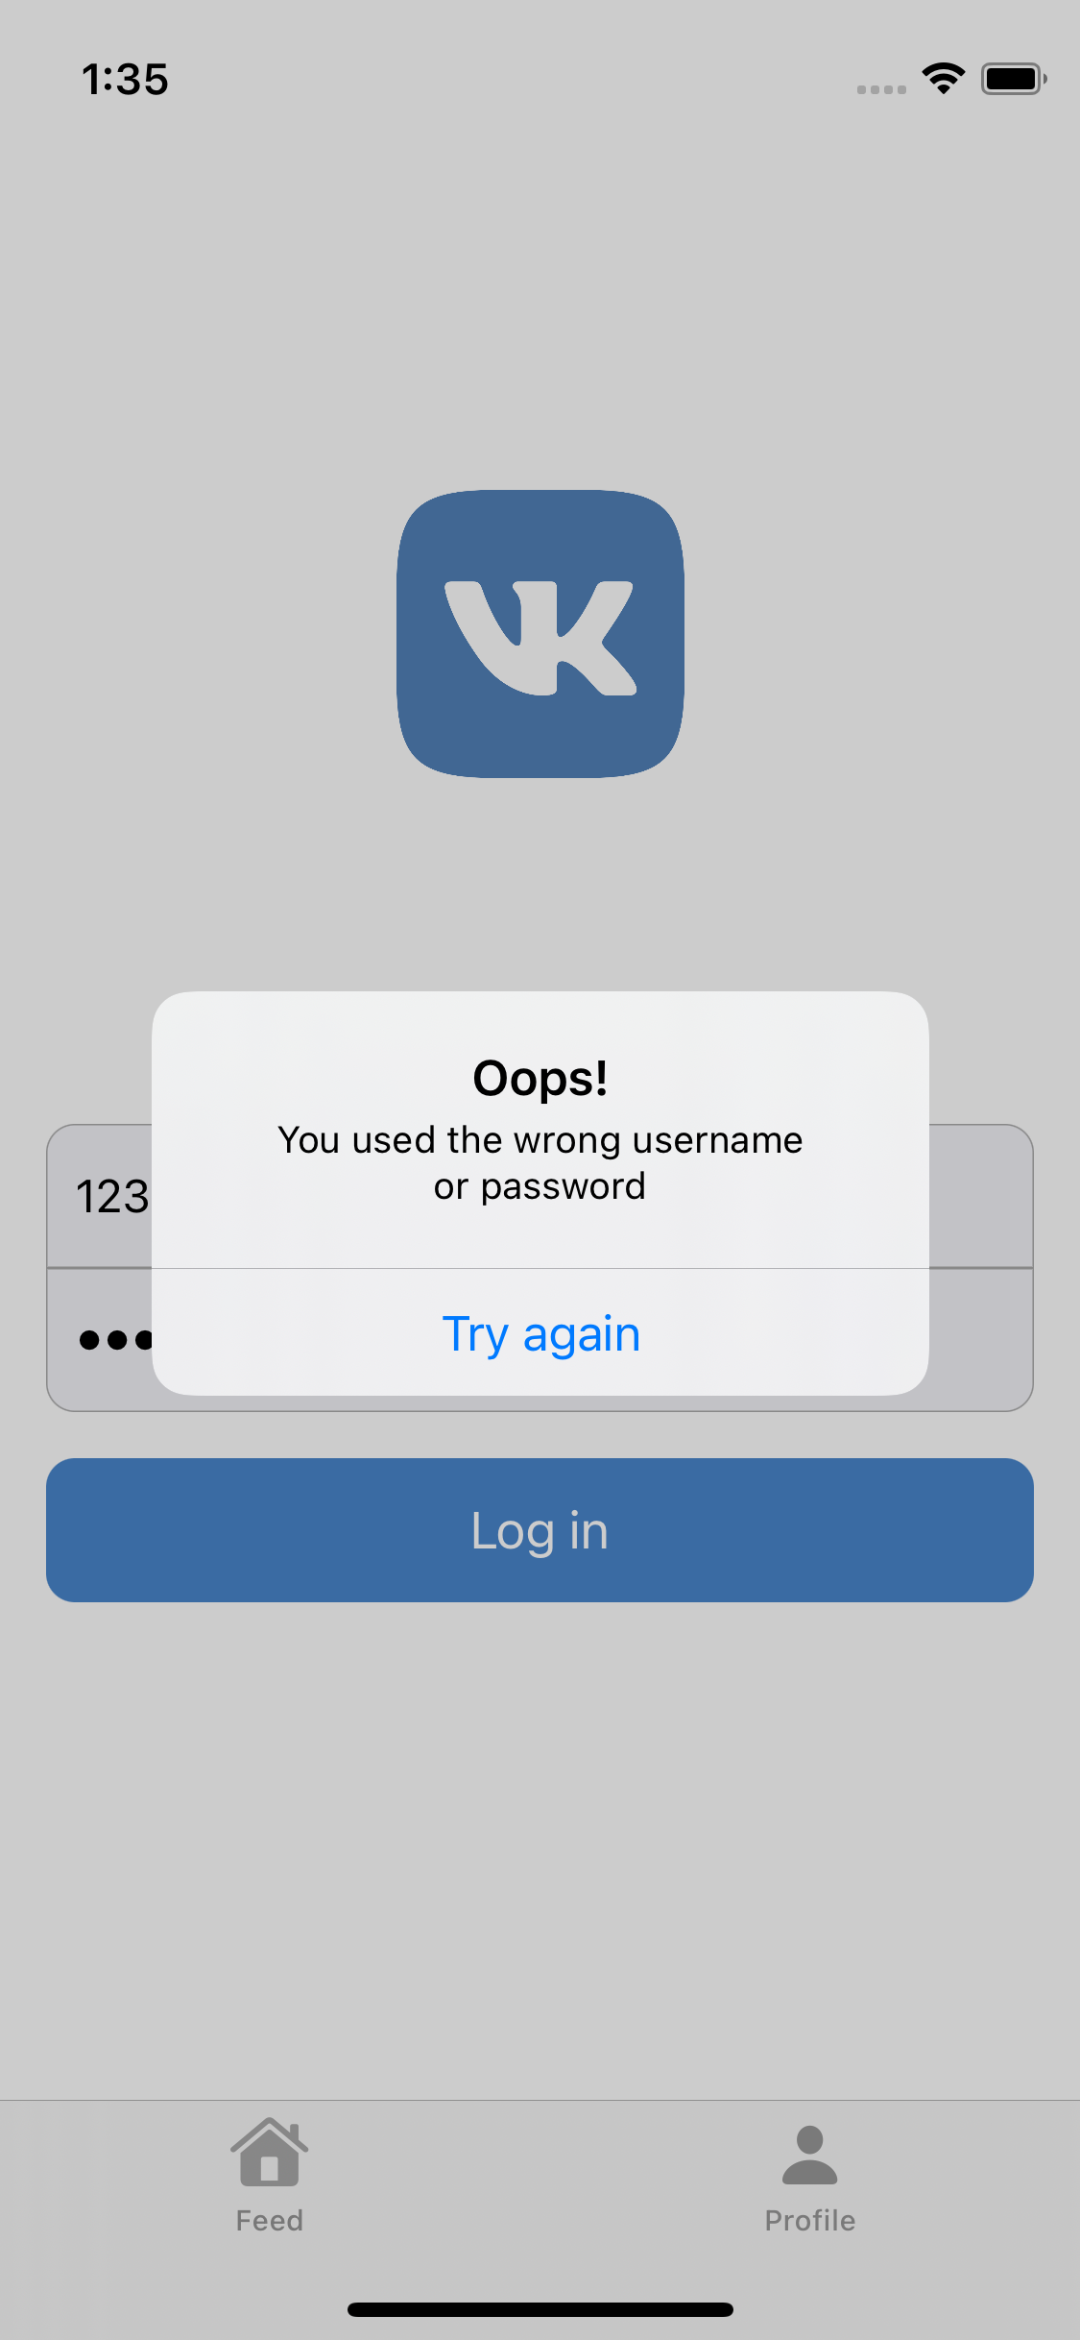 1:35
VK
Oops!
You used the wrong username
or password
123
Try again
Log in
Feed
Profile